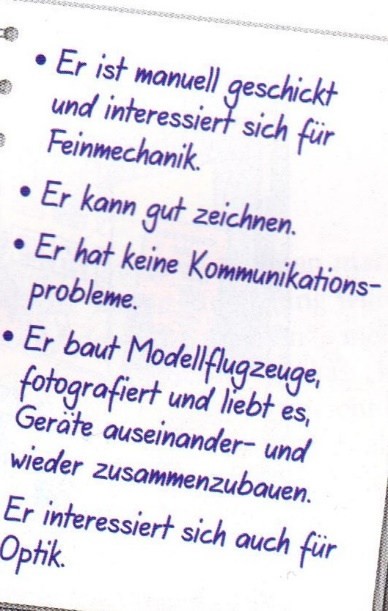 • Er ist manuell geschickt
und interessiert sich für
Feinmechanik.
• Er kann gut zeichnen.
• Er hat keine Kommunikations-
probleme.
• Er baut Modellflugzeuge,
fotografiert und liebt es,
Geräte auseinander- und
wieder zusammenzubauen.
Er interessiert sich auch für
Optik.